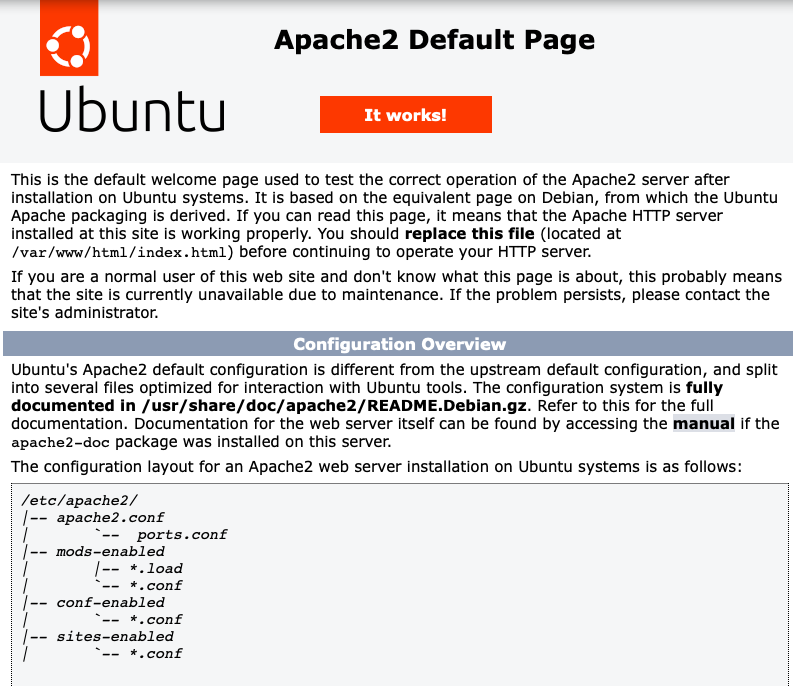 Apache2 Default Page
Ubuntu
It works!
This is the default welcome page used to test the correct operation of the Apache2 server after
installation on Ubuntu systems. It is based on the equivalent page on Debian, from which the Ubuntu
Apache packaging is derived. If you can read this page, it means that the Apache HTTP server
installed at this site is working properly. You should replace this file (located at
/var/www/html/index.html) before continuing to operate your HTTP server.
If you are a normal user of this web site and don't know what this page is about, this probably means
that the site is currently unavailable due to maintenance. If the problem persists, please contact the
site's administrator.
Configuration Overview
Ubuntu's Apache2 default configuration is different from the upstream default configuration, and split
into several files optimized for interaction with Ubuntu tools. The configuration system is fully
documented in /usr/share/doc/apache2/README.Debian.gz. Refer to this for the full
documentation. Documentation for the web server itself can be found by accessing the manual if the
apache2-doc package was installed on this server.
The configuration layout for an Apache2 web server installation on Ubuntu systems is as follows:
/etc/apache2/
|-- apache2.conf
|       `--  ports.conf
|-- mods-enabled
|       |-- *.load
|       `-- *.conf
|-- conf-enabled
|       `-- *.conf
|-- sites-enabled
|       `-- *.conf